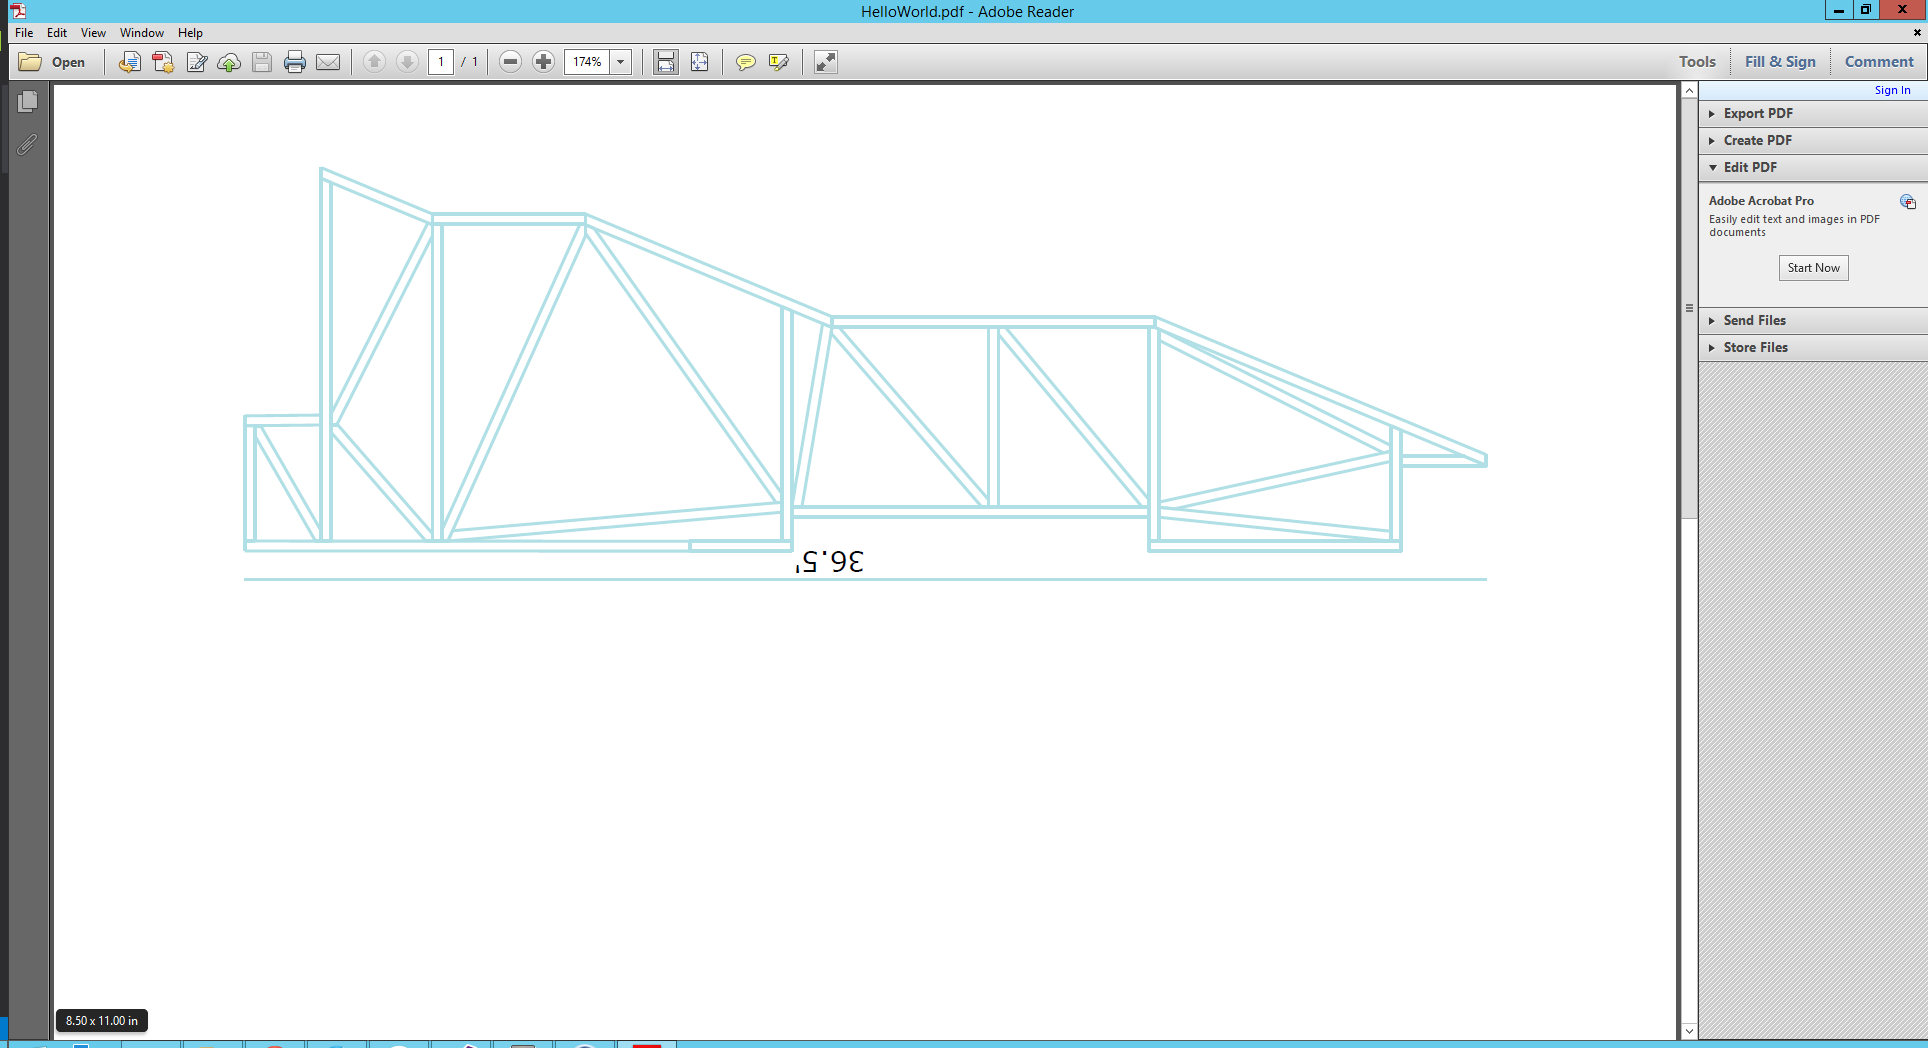 HelloWorld.pdf - Adobe Reader
File Edit View Window Help
Open 1 / 1 174% Tools Fill & Sign Comment
Sign In
Export PDF
Create PDF
Edit PDF
Adobe Acrobat Pro
Easily edit text and images in PDF
documents
Start Now
Send Files
Store Files
36.5'
8.50 x 11.00 in